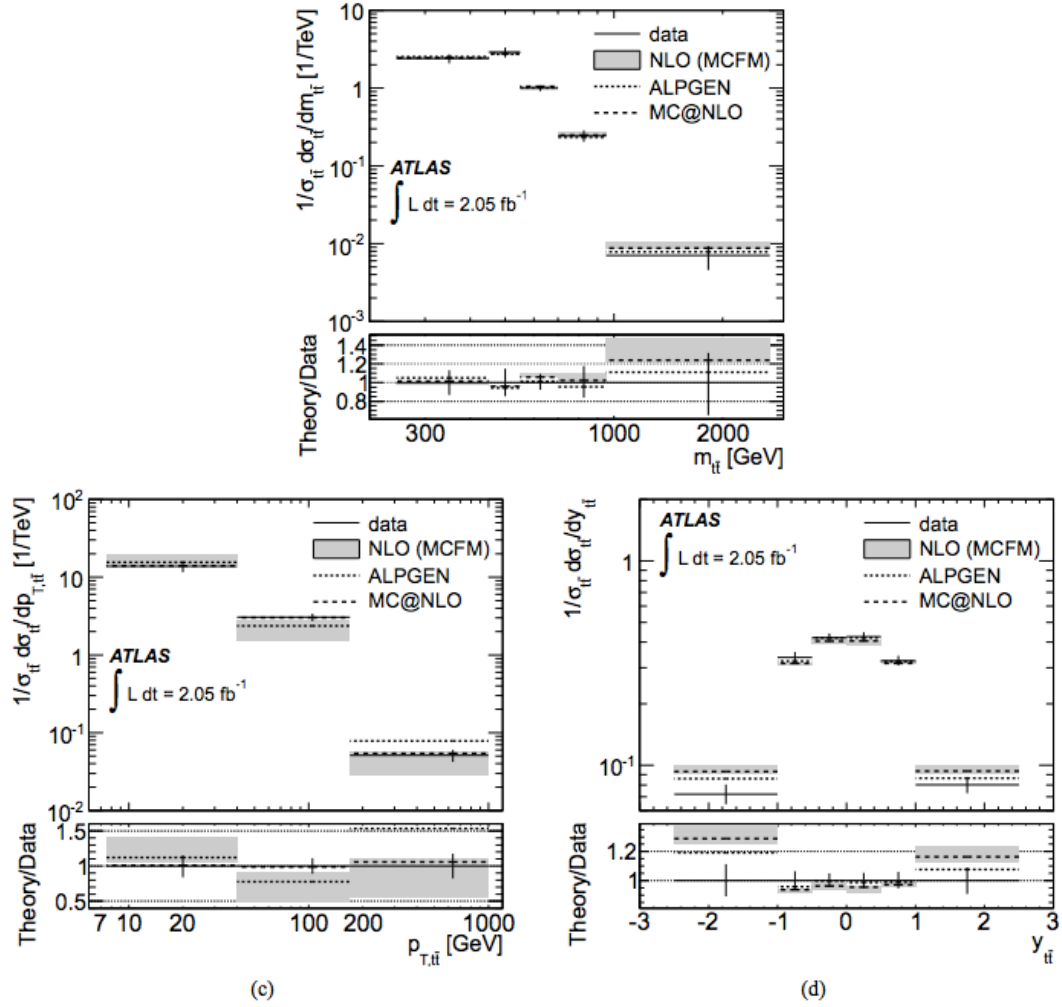 10
1
10^-1
10^-2
10^-3
1/σ_tt̄ dσ_tt̄/dm_tt̄ [1/TeV]
data
NLO (MCFM)
ALPGEN
MC@NLO
ATLAS
∫ L dt = 2.05 fb^-1
1.4
1.2
1
0.8
Theory/Data
300
1000
2000
m_tt̄ [GeV]
10^2
10
1
10^-1
10^-2
1/σ_tt̄ dσ_tt̄/dp_T,tt̄ [1/TeV]
data
NLO (MCFM)
ALPGEN
MC@NLO
ATLAS
∫ L dt = 2.05 fb^-1
1.5
1
0.5
Theory/Data
7 10 20 100 200 1000
p_T,tt̄ [GeV]
(c)
1
10^-1
1/σ_tt̄ dσ_tt̄/dy_tt̄
ATLAS
∫ L dt = 2.05 fb^-1
data
NLO (MCFM)
ALPGEN
MC@NLO
1.2
1
Theory/Data
-3 -2 -1 0 1 2 3
y_tt̄
(d)